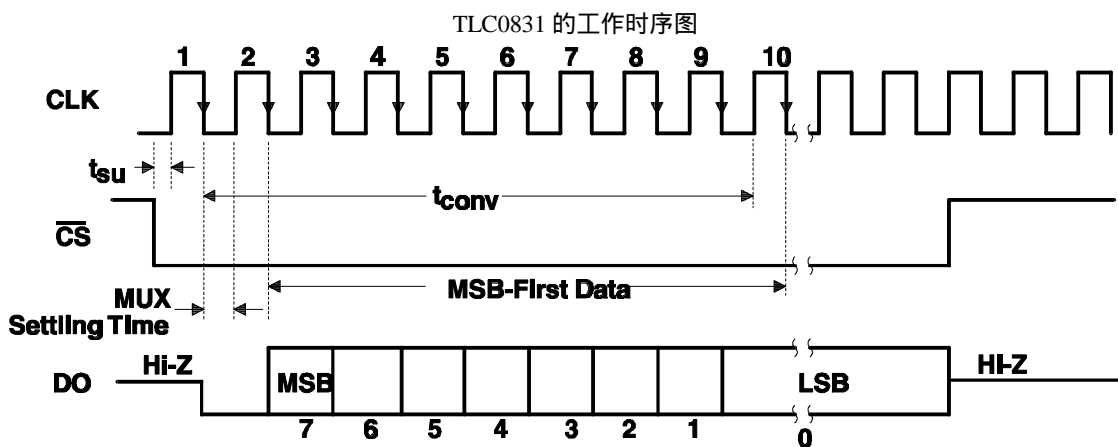 TLC0831 的工作时序图
1 2 3 4 5 6 7 8 9 10
CLK
tsu
tconv
CS
MSB-First Data
MUX
Settling Time
Hi-Z
HI-Z
DO
MSB
LSB
7 6 5 4 3 2 1 0